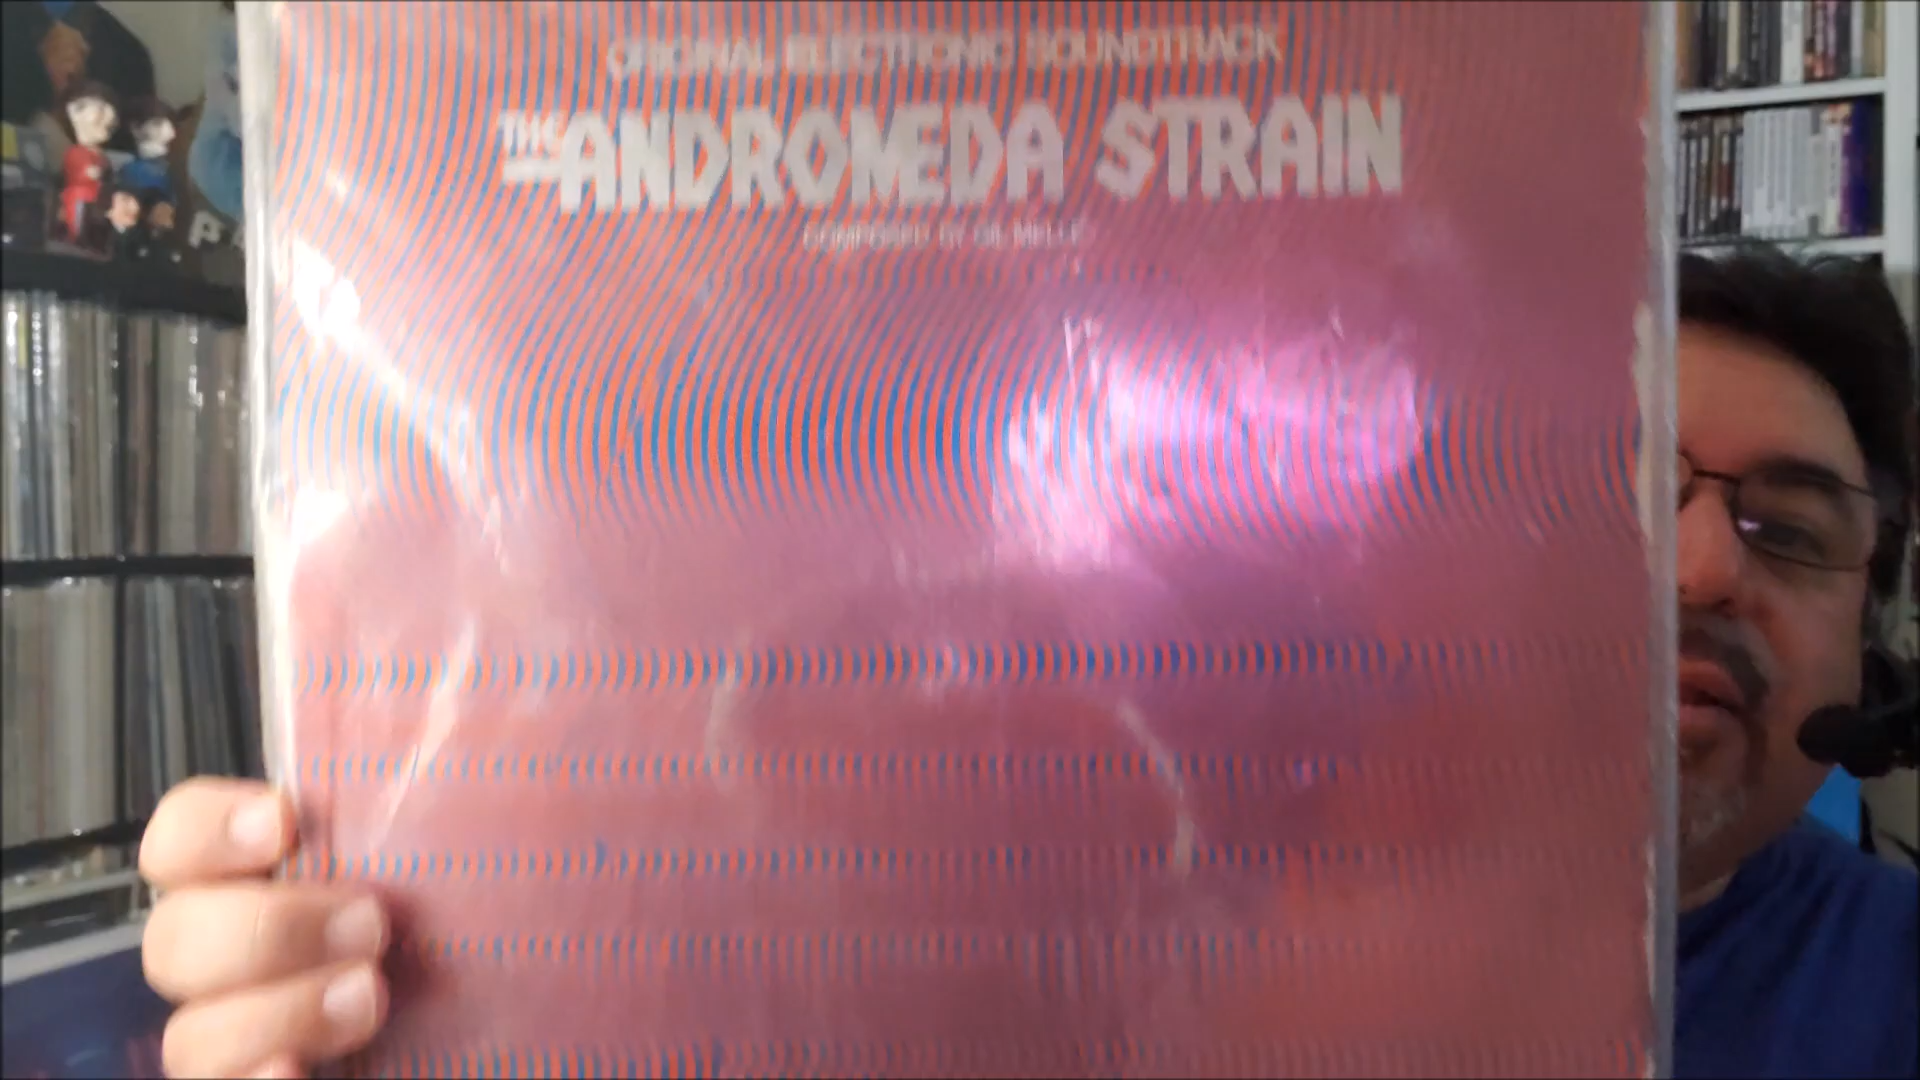 ORIGINAL ELECTRONIC SOUNDTRACK
THE ANDROMEDA STRAIN
COMPOSED BY GIL MELLE